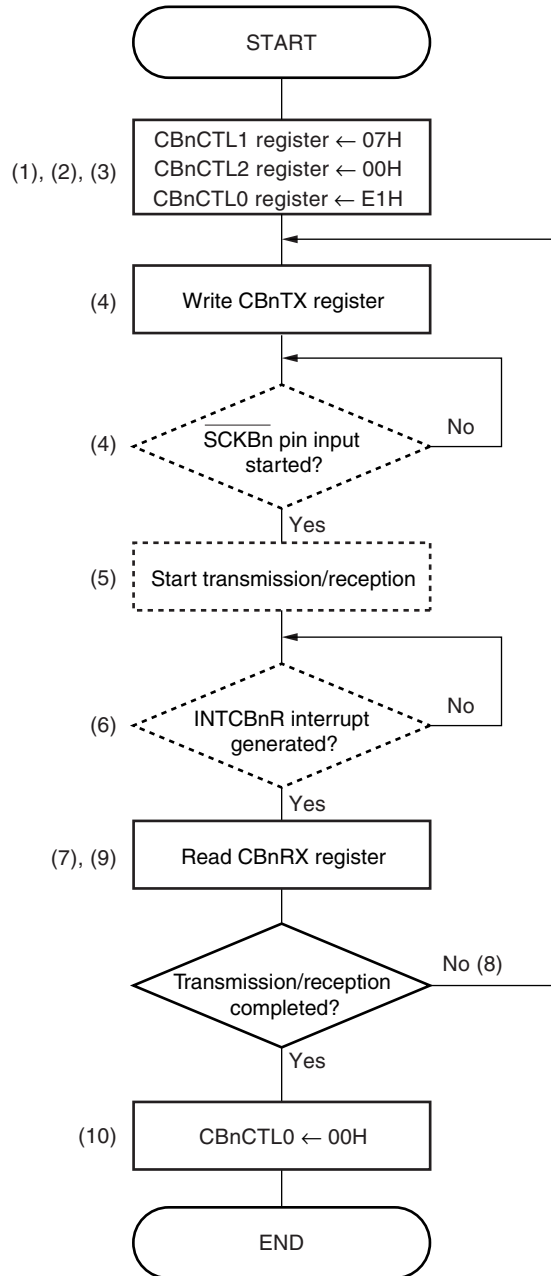 START
(1), (2), (3)
CBnCTL1 register ← 07H
CBnCTL2 register ← 00H
CBnCTL0 register ← E1H
(4)
Write CBnTX register
(4)
SCKBn pin input
started?
No
Yes
(5)
Start transmission/reception
(6)
INTCBnR interrupt
generated?
No
Yes
(7), (9)
Read CBnRX register
Transmission/reception
completed?
No (8)
Yes
(10)
CBnCTL0 ← 00H
END